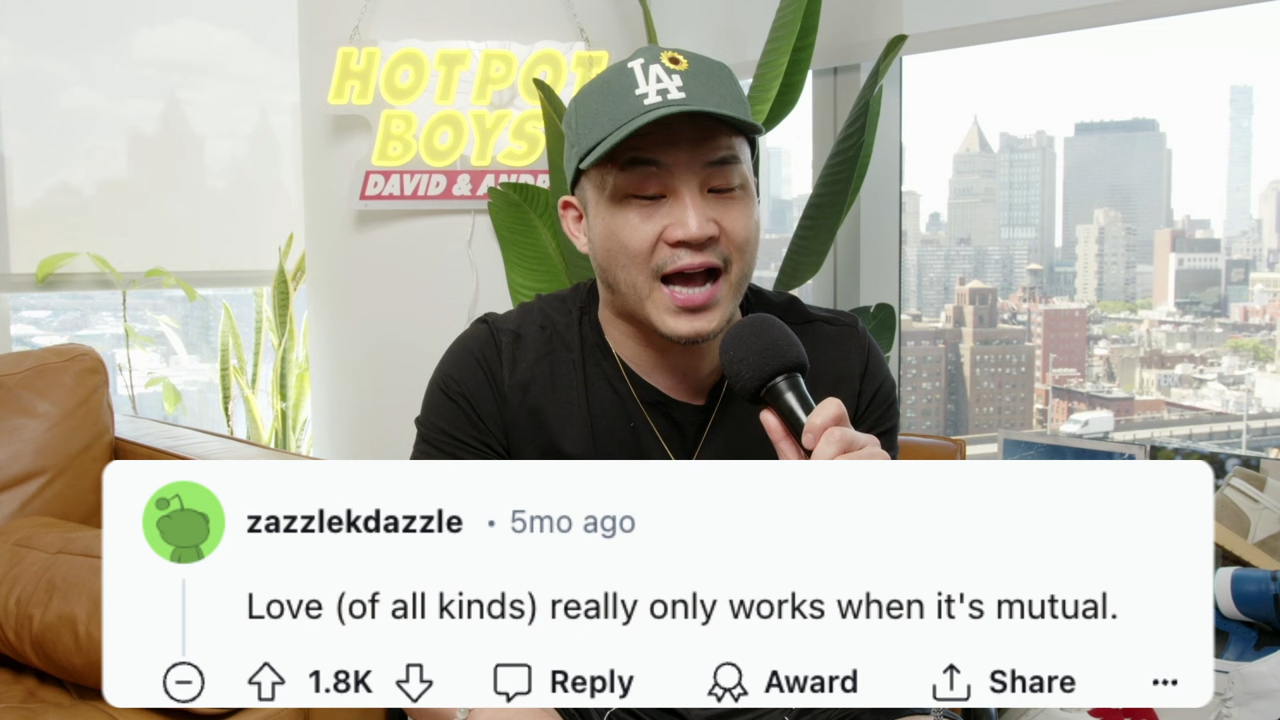 HOTPOT
BOYS
DAVID &
LA
zazzlekdazzle • 5mo ago
Love (of all kinds) really only works when it's mutual.
1.8K Reply Award Share ...